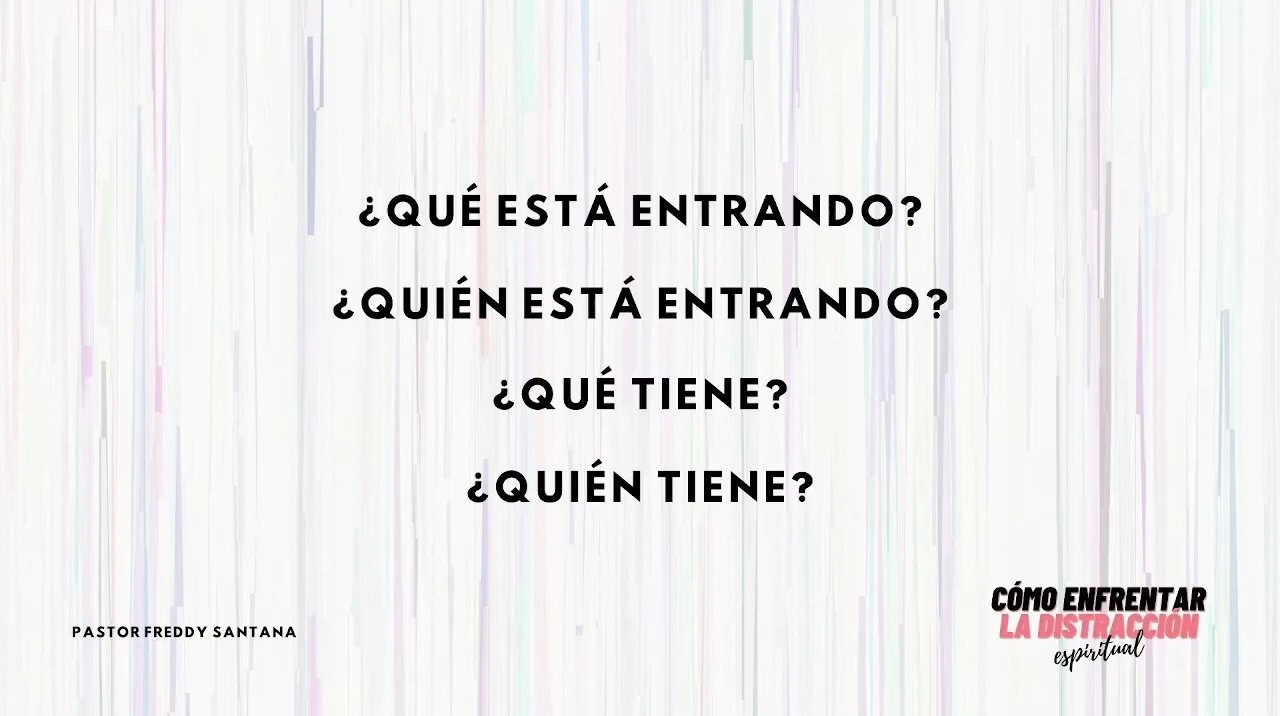 ¿QUÉ ESTÁ ENTRANDO?
¿QUIÉN ESTÁ ENTRANDO?
¿QUÉ TIENE?
¿QUIÉN TIENE?
PASTOR FREDDY SANTANA
CÓMO ENFRENTAR
LA DISTRACCIÓN
espiritual